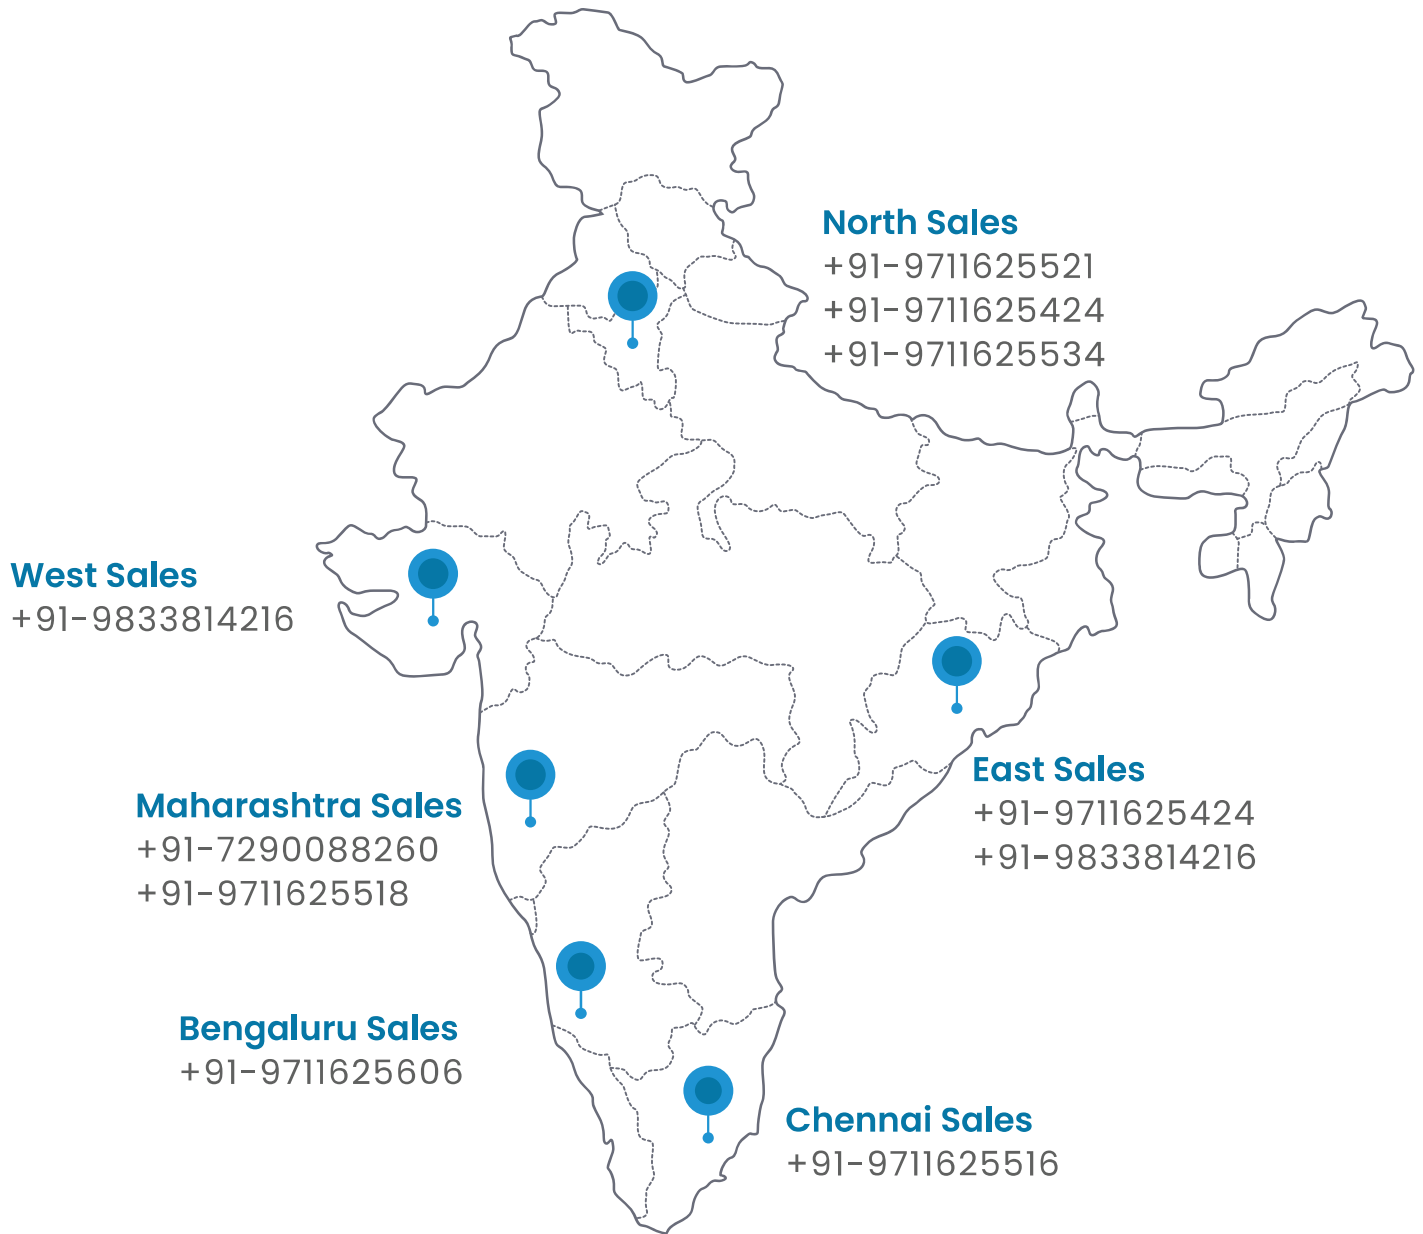 North Sales
+91-9711625521
+91-9711625424
+91-9711625534
West Sales
+91-9833814216
East Sales
+91-9711625424
+91-9833814216
Maharashtra Sales
+91-7290088260
+91-9711625518
Bengaluru Sales
+91-9711625606
Chennai Sales
+91-9711625516